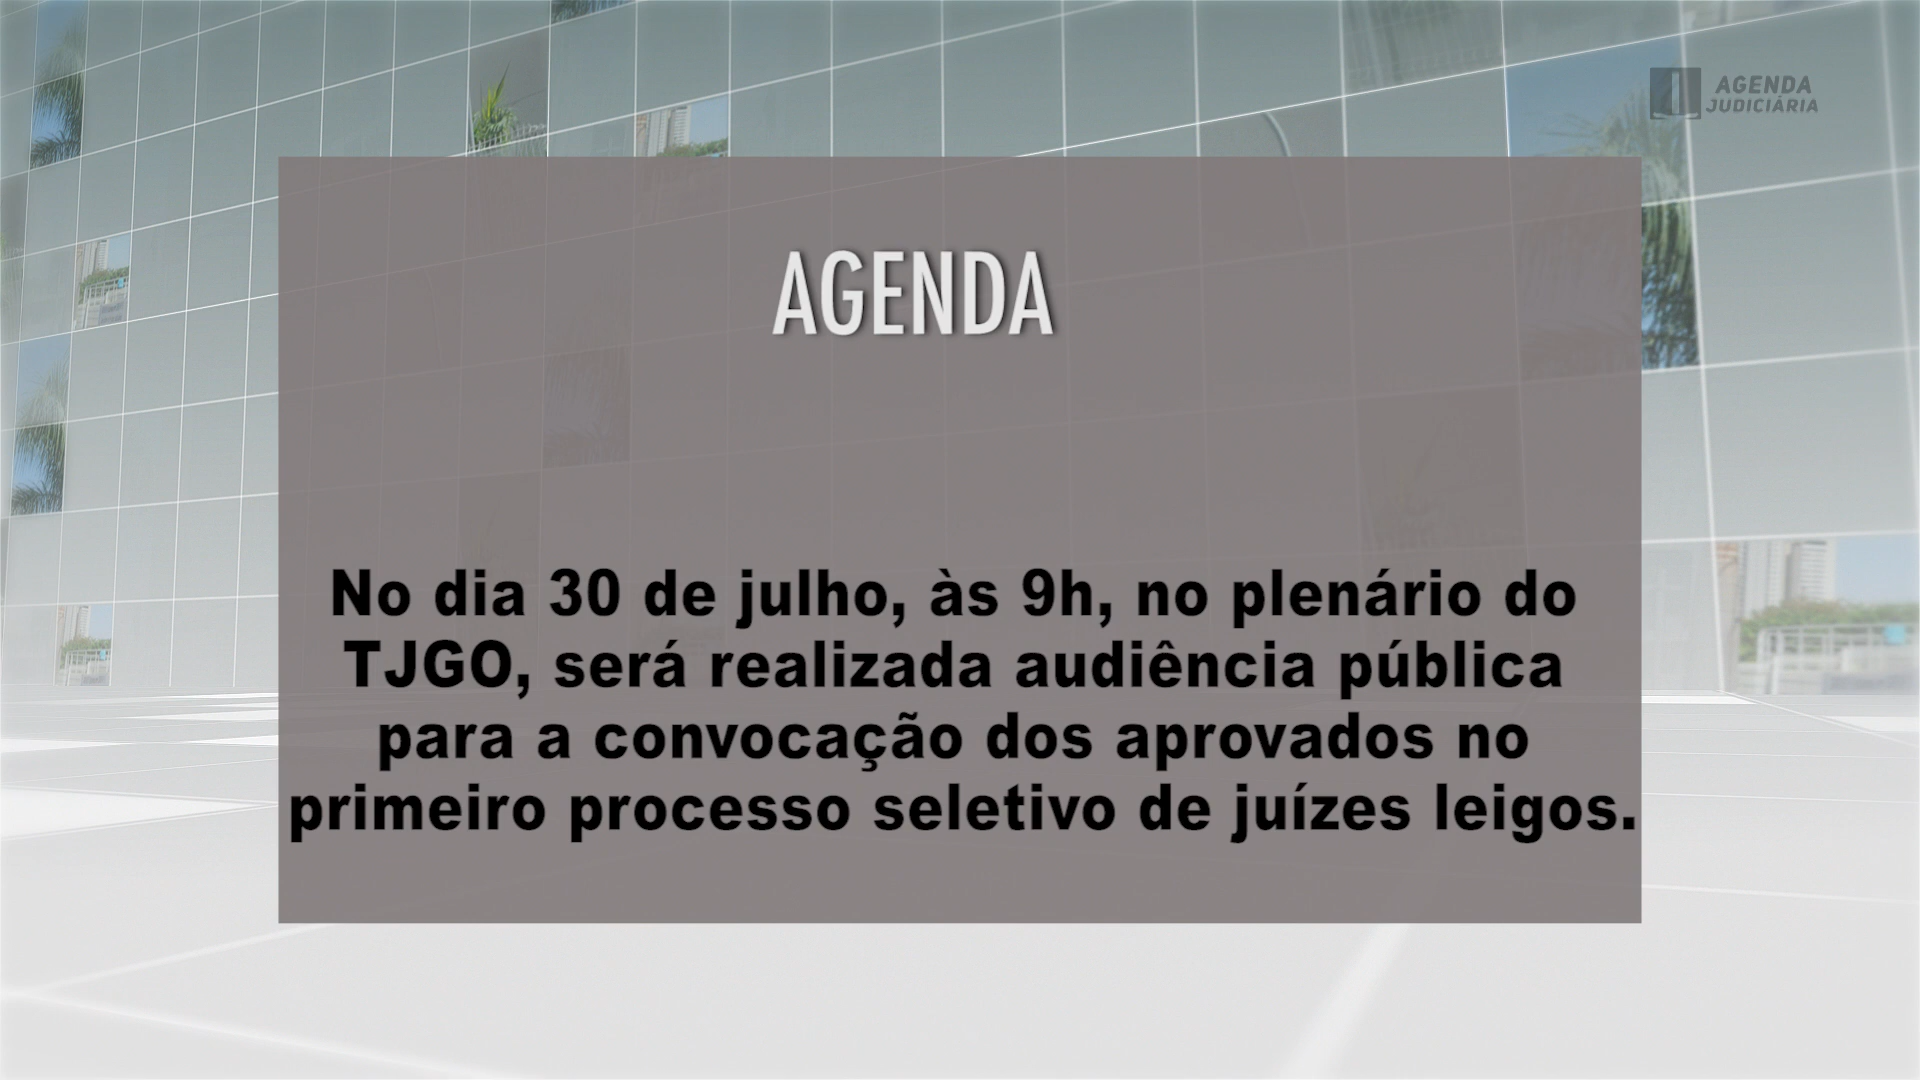 AGENDA
JUDICIÁRIA
AGENDA
No dia 30 de julho, às 9h, no plenário do
TJGO, será realizada audiência pública
para a convocação dos aprovados no
primeiro processo seletivo de juízes leigos.